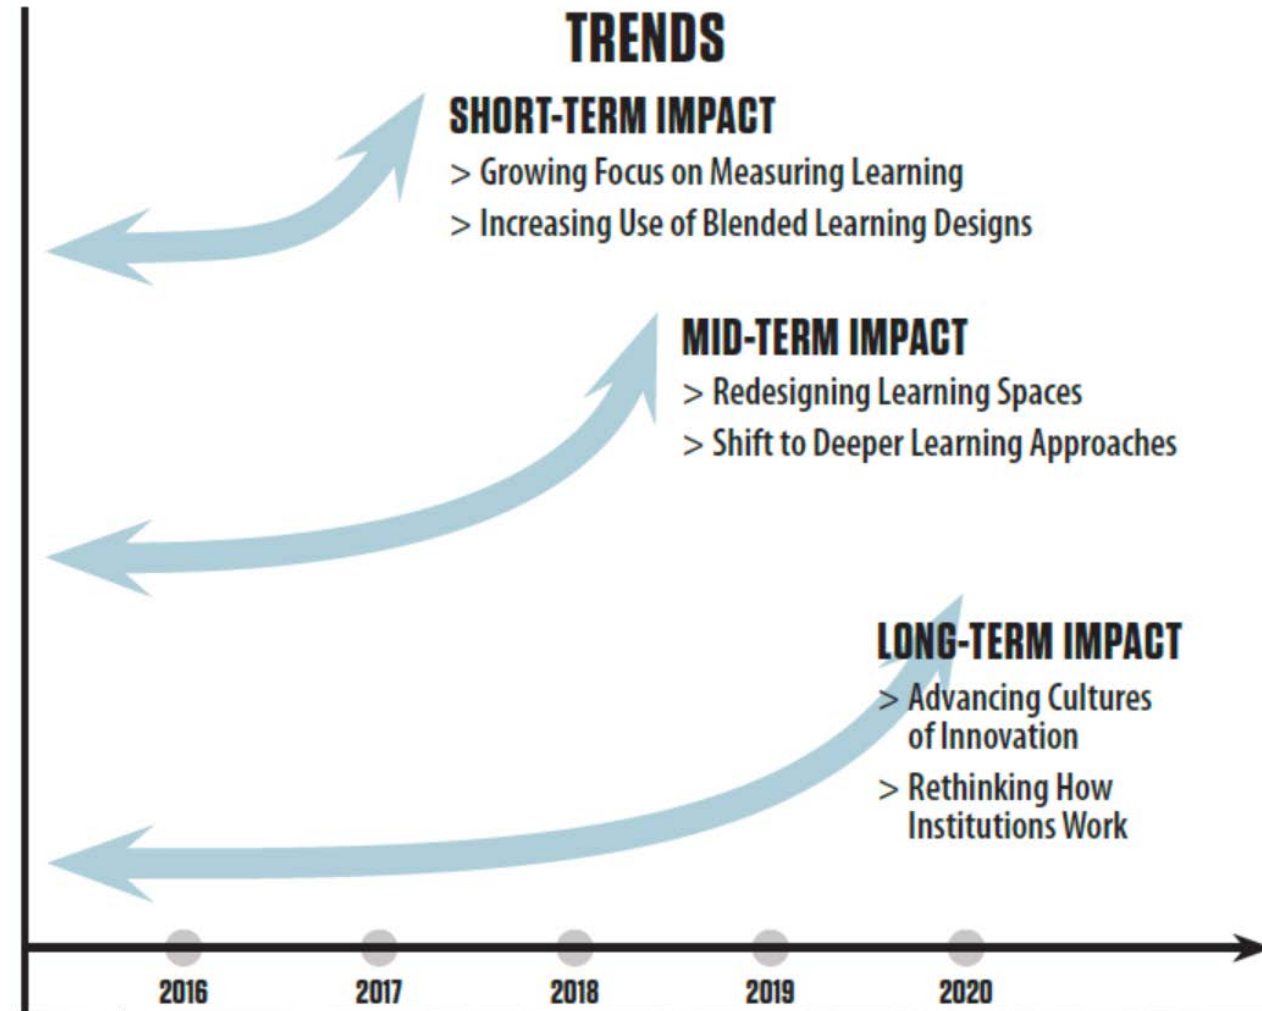 TRENDS
SHORT-TERM IMPACT
> Growing Focus on Measuring Learning
> Increasing Use of Blended Learning Designs
MID-TERM IMPACT
> Redesigning Learning Spaces
> Shift to Deeper Learning Approaches
LONG-TERM IMPACT
> Advancing Cultures
of Innovation
> Rethinking How
Institutions Work
2016 2017 2018 2019 2020